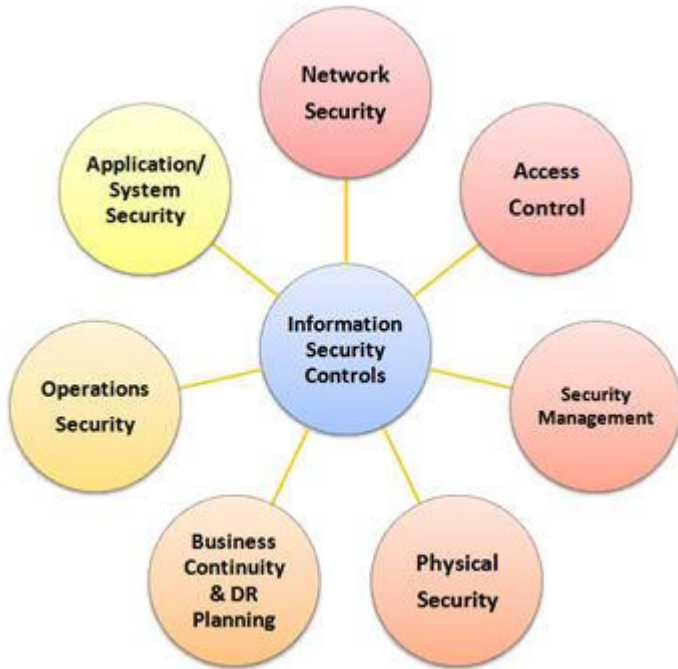 Network
Security
Application/
System
Security
Access
Control
Information
Security
Controls
Operations
Security
Security
Management
Business
Continuity
& DR
Planning
Physical
Security